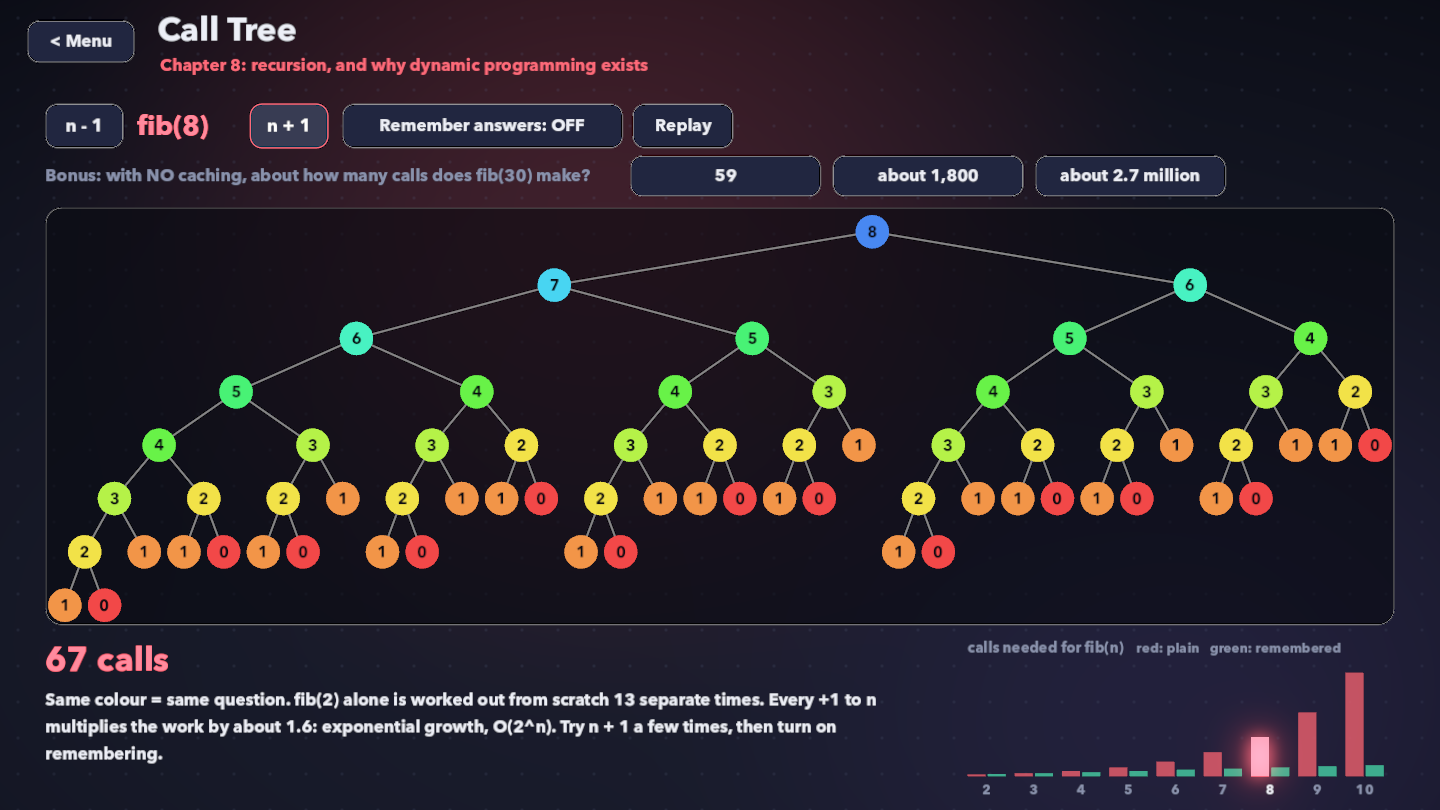 < Menu
Call Tree
Chapter 8: recursion, and why dynamic programming exists
n - 1
fib(8)
n + 1
Remember answers: OFF
Replay
Bonus: with NO caching, about how many calls does fib(30) make?
59
about 1,800
about 2.7 million
8
7 6
6 5 5 4
5 4 4 3 4 3 3 2
4 3 3 2 3 2 2 1 3 2 2 1 2 1 1 0
3 2 2 1 2 1 1 0 2 1 1 0 1 0 2 1 1 0 1 0 1 0
2 1 1 0 1 0 1 0 1 0 1 0
1 0
67 calls
Same colour = same question. fib(2) alone is worked out from scratch 13 separate times. Every +1 to n
multiplies the work by about 1.6: exponential growth, O(2^n). Try n + 1 a few times, then turn on
remembering.
calls needed for fib(n) red: plain green: remembered
2 3 4 5 6 7 8 9 10